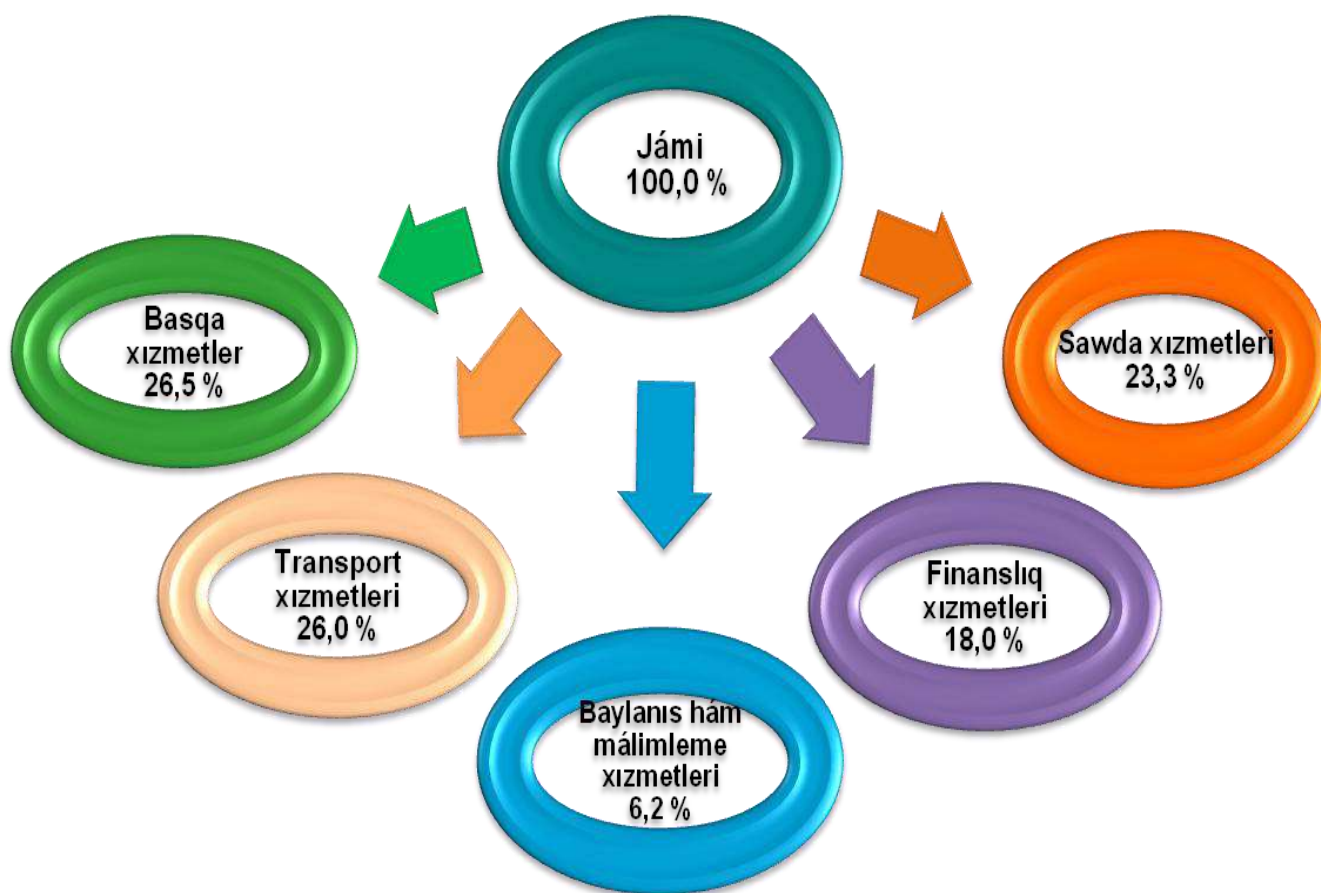 Jámi
100,0 %
Basqa
xızmetler
26,5 %
Sawda xızmetleri
23,3 %
Transport
xızmetleri
26,0 %
Finanslıq
xızmetleri
18,0 %
Baylanıs hám
málimleme
xızmetleri
6,2 %